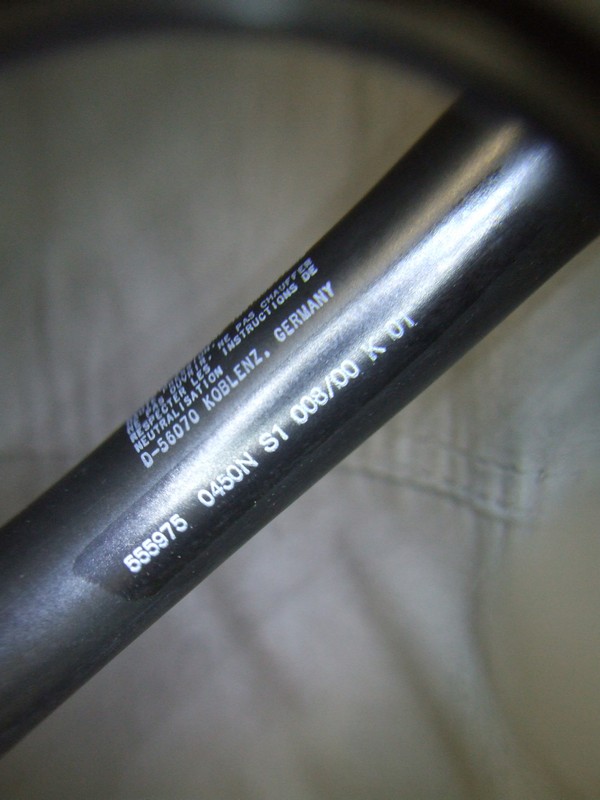 NE PAS CHAUFFER
RESPECTER LES INSTRUCTIONS DE
NEUTRALISATION
D-56070 KOBLENZ, GERMANY
555975 0450N S1 008/00 K 01